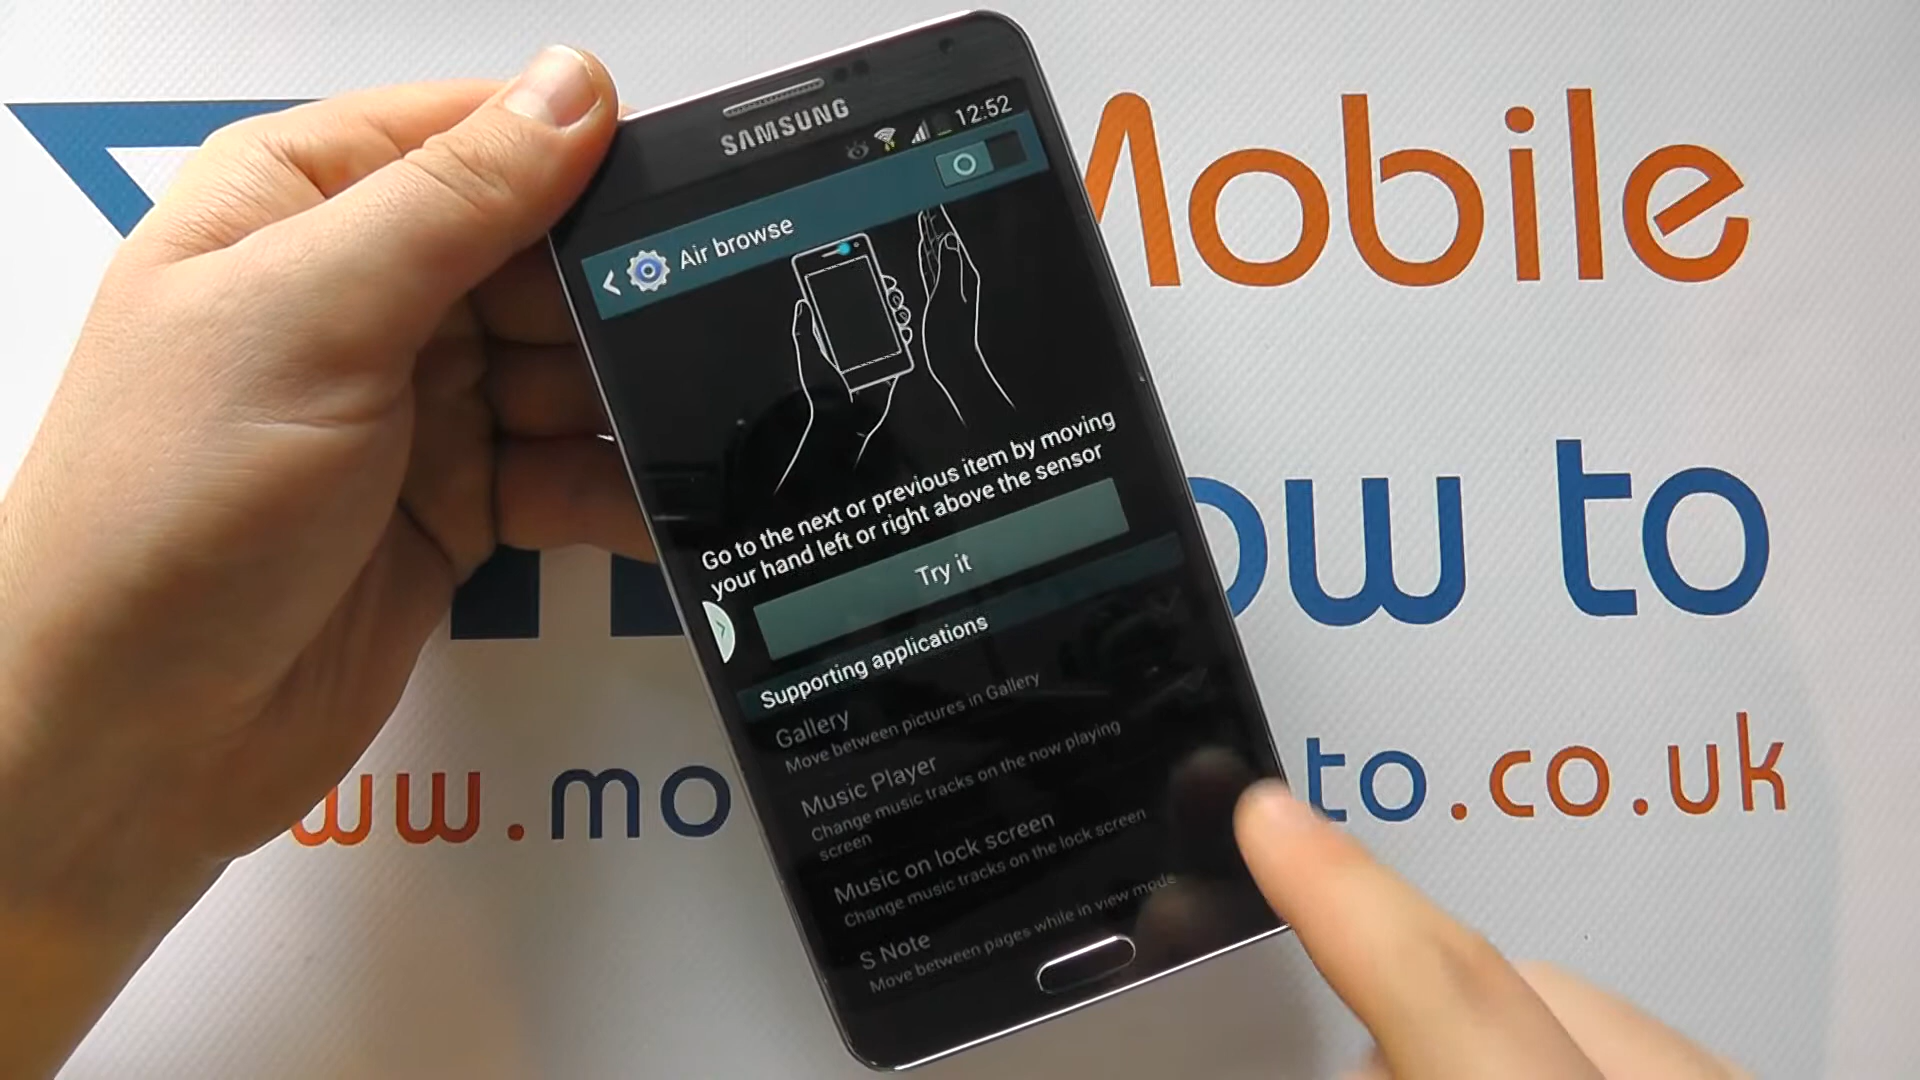 Mobile
ow to
ww.mo
to.co.uk
SAMSUNG
12:52
Air browse
Go to the next or previous item by moving
your hand left or right above the sensor
Try it
Supporting applications
Gallery
Move between pictures in Gallery
Music Player
Change music tracks on the now playing
screen
Music on lock screen
Change music tracks on the lock screen
S Note
Move between pages while in view mode